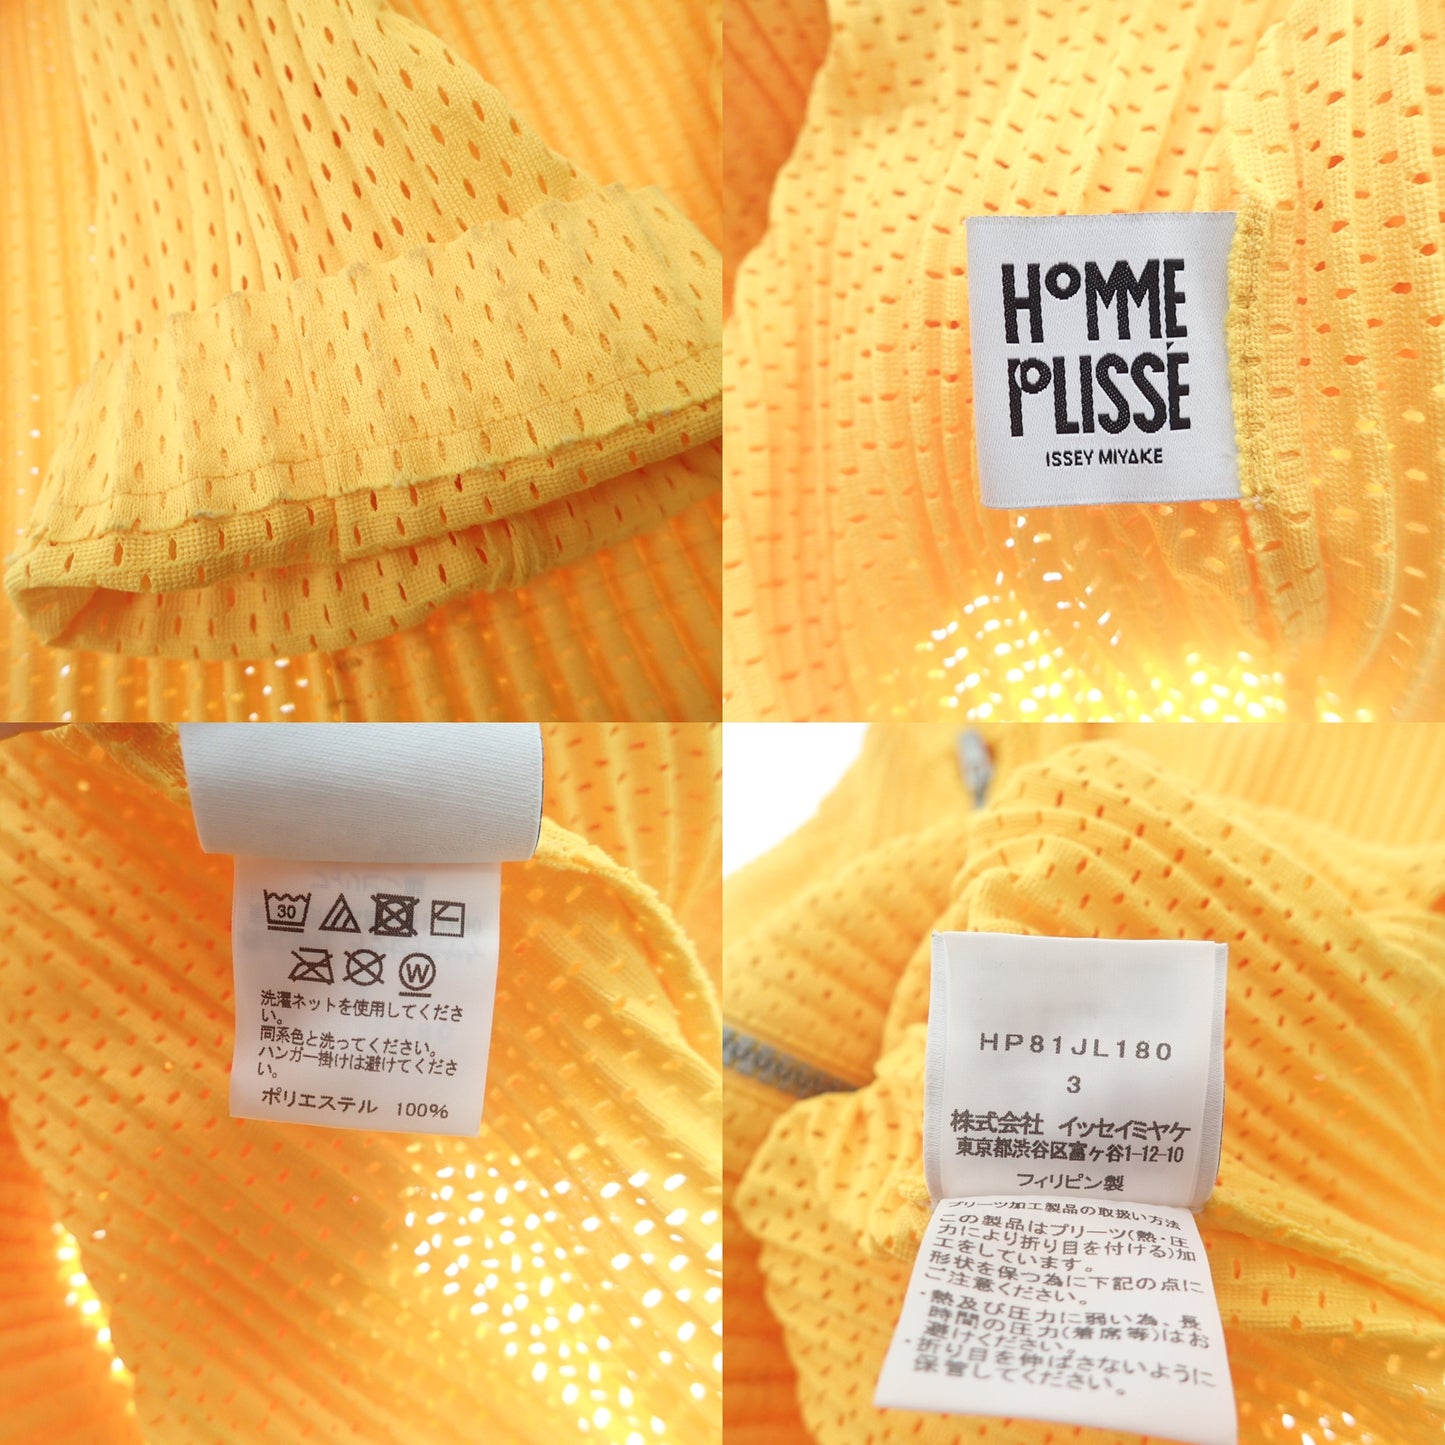 HOMME
PLISSÉ
ISSEY MIYAKE
30
W
洗濯ネットを使用してくださ
い。
同系色と洗ってください。
ハンガー掛けは避けてくださ
い。
ポリエステル 100%
HP81JL180
3
株式会社 イッセイミヤケ
東京都渋谷区富ヶ谷1-12-10
フィリピン製
プリーツ加工製品の取扱い方法
この製品はプリーツ(熱・圧
力により折り目を付ける)加
工をしています。
形状を保つ為に下記の点に
ご注意ください。
・熱及び圧力に弱い為、長
時間の圧力(着席等)はお
避けください。
・折り目を伸ばさないように
保管してください。